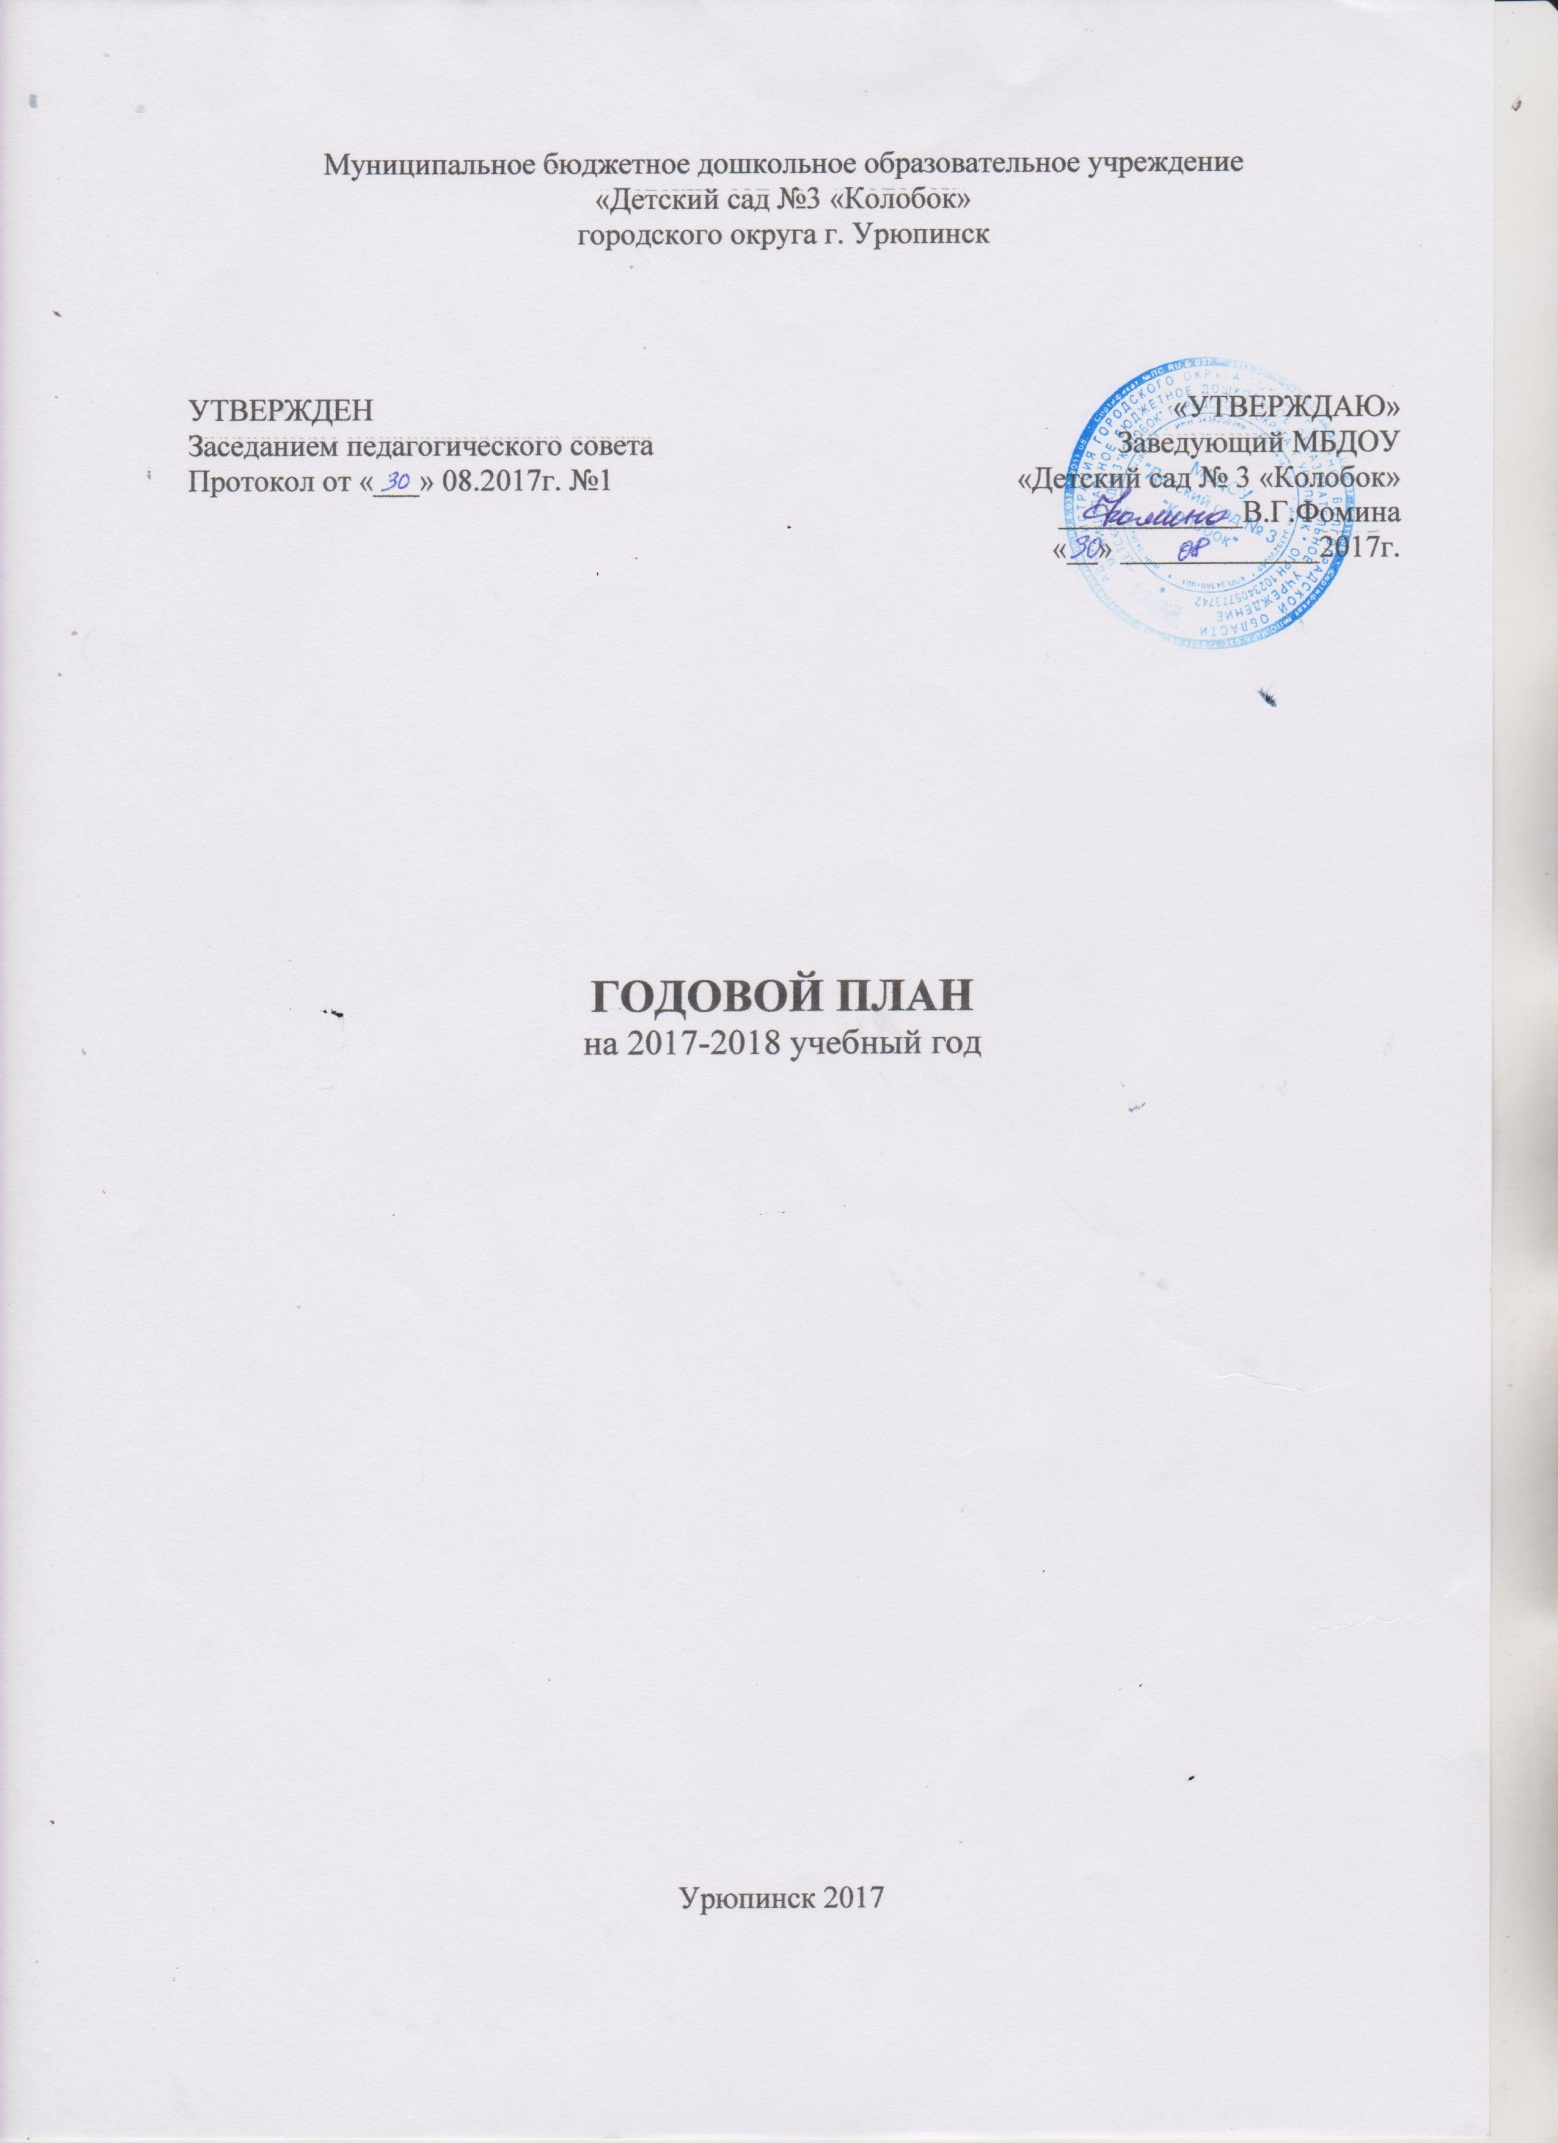 Муниципальное бюджетное дошкольное образовательное учреждение
«Детский сад №3 «Колобок»
городского округа г. Урюпинск
УТВЕРЖДЕН
Заседанием педагогического совета
Протокол от «30» 08.2017г. №1
«УТВЕРЖДАЮ»
Заведующий МБДОУ
«Детский сад № 3 «Колобок»
Фомина В.Г.Фомина
«30» 08 2017г.
ГОДОВОЙ ПЛАН
на 2017-2018 учебный год
Урюпинск 2017